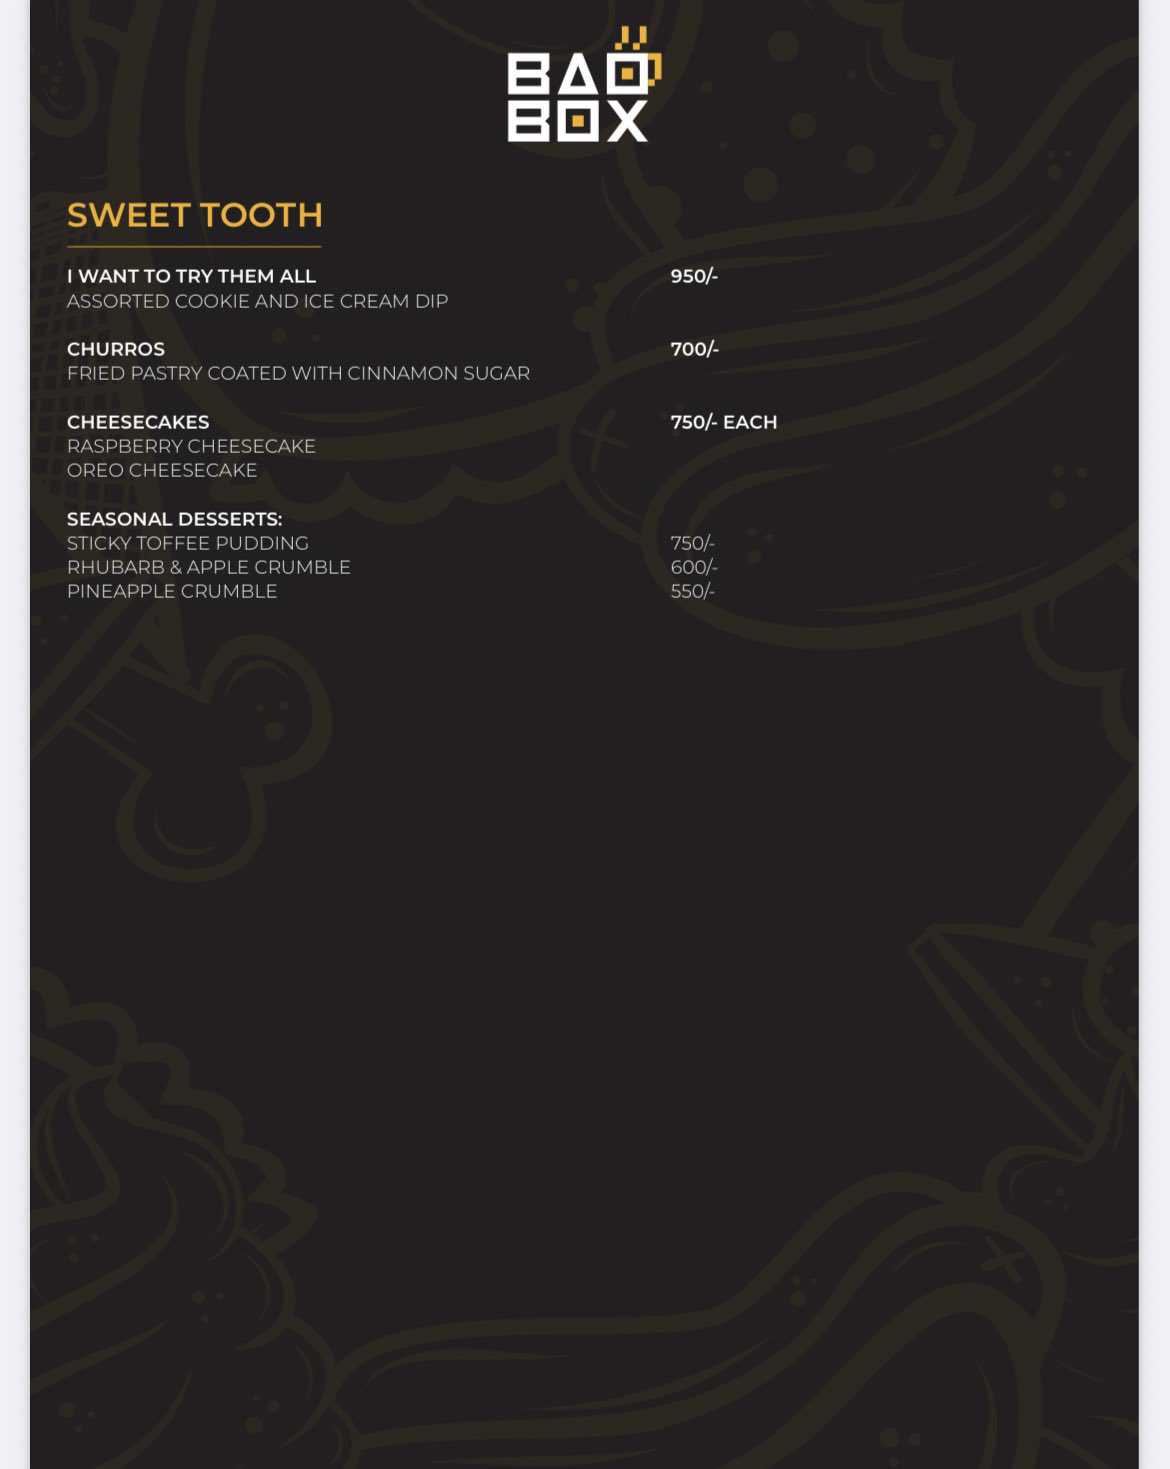 BAO
BOX
SWEET TOOTH
I WANT TO TRY THEM ALL 950/-
ASSORTED COOKIE AND ICE CREAM DIP
CHURROS 700/-
FRIED PASTRY COATED WITH CINNAMON SUGAR
CHEESECAKES 750/- EACH
RASPBERRY CHEESECAKE
OREO CHEESECAKE
SEASONAL DESSERTS:
STICKY TOFFEE PUDDING 750/-
RHUBARB & APPLE CRUMBLE 600/-
PINEAPPLE CRUMBLE 550/-